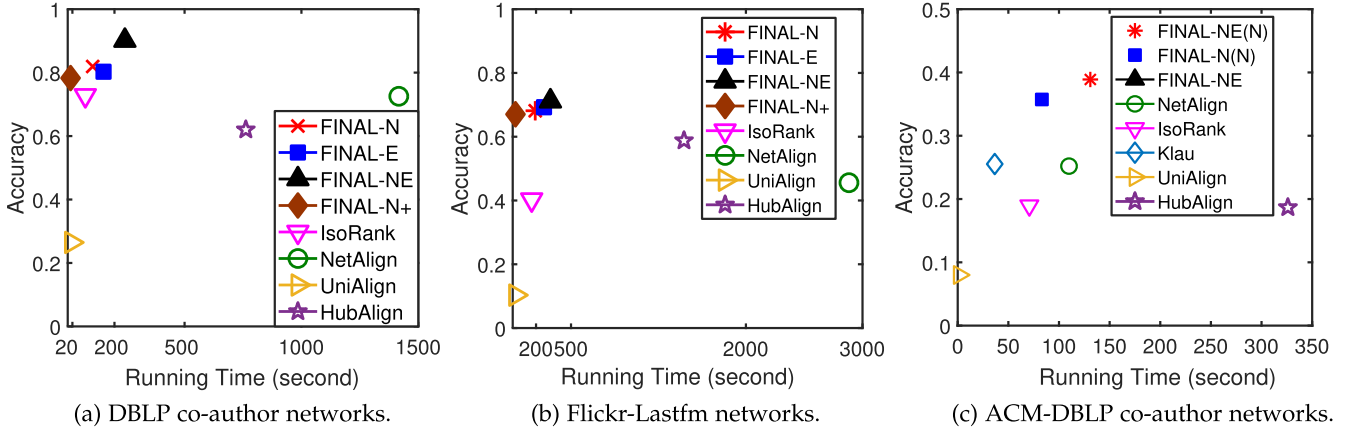 1
0.8
0.6
0.4
0.2
0
Accuracy
FINAL-N
FINAL-E
FINAL-NE
FINAL-N+
IsoRank
NetAlign
UniAlign
HubAlign
20 200 500 1000 1500
Running Time (second)
(a) DBLP co-author networks.
1
0.8
0.6
0.4
0.2
0
Accuracy
FINAL-N
FINAL-E
FINAL-NE
FINAL-N+
IsoRank
NetAlign
UniAlign
HubAlign
200 500 2000 3000
Running Time (second)
(b) Flickr-Lastfm networks.
0.5
0.4
0.3
0.2
0.1
0
Accuracy
FINAL-NE(N)
FINAL-N(N)
FINAL-NE
NetAlign
IsoRank
Klau
UniAlign
HubAlign
0 50 100 150 200 250 300 350
Running Time (second)
(c) ACM-DBLP co-author networks.